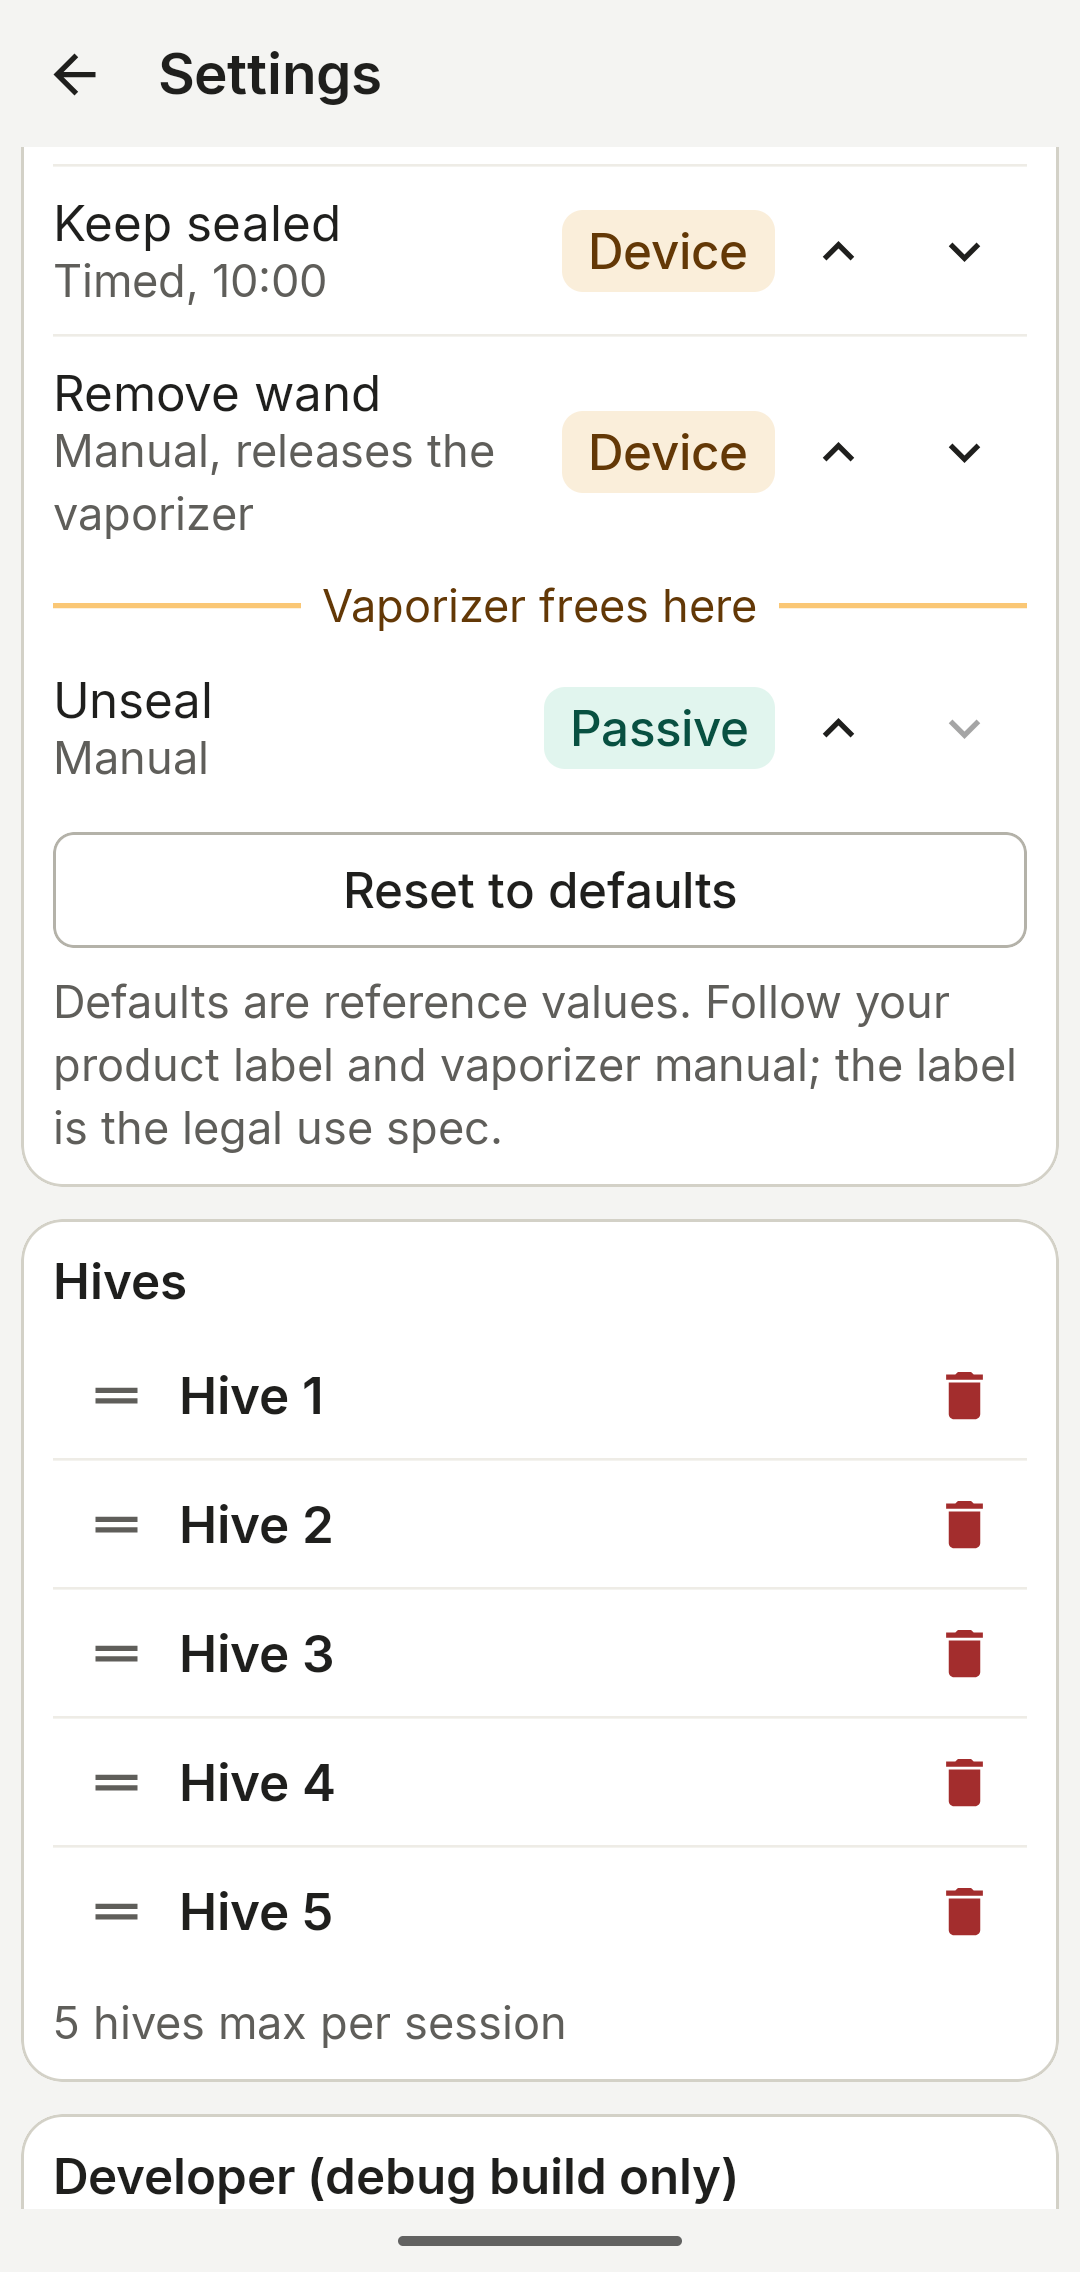 Settings
Keep sealed
Timed, 10:00
Device
Remove wand
Manual, releases the
vaporizer
Device
Vaporizer frees here
Unseal
Manual
Passive
Reset to defaults
Defaults are reference values. Follow your
product label and vaporizer manual; the label
is the legal use spec.
Hives
Hive 1
Hive 2
Hive 3
Hive 4
Hive 5
5 hives max per session
Developer (debug build only)